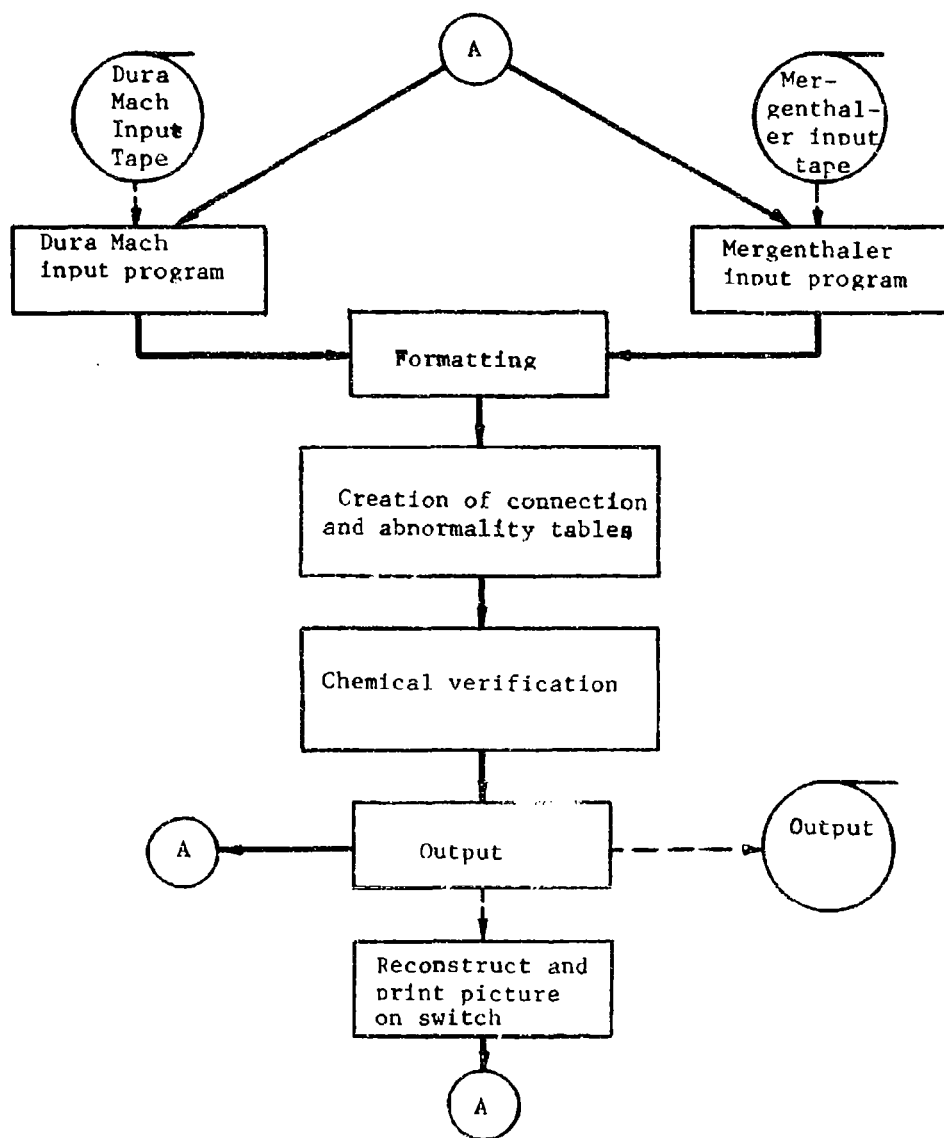 A
Dura
Mach
Input
Tape
Mer-
genthal-
er input
tape
Dura Mach
input program
Mergenthaler
input program
Formatting
Creation of connection
and abnormality tables
Chemical verification
A
Output
Output
Reconstruct and
print picture
on switch
A